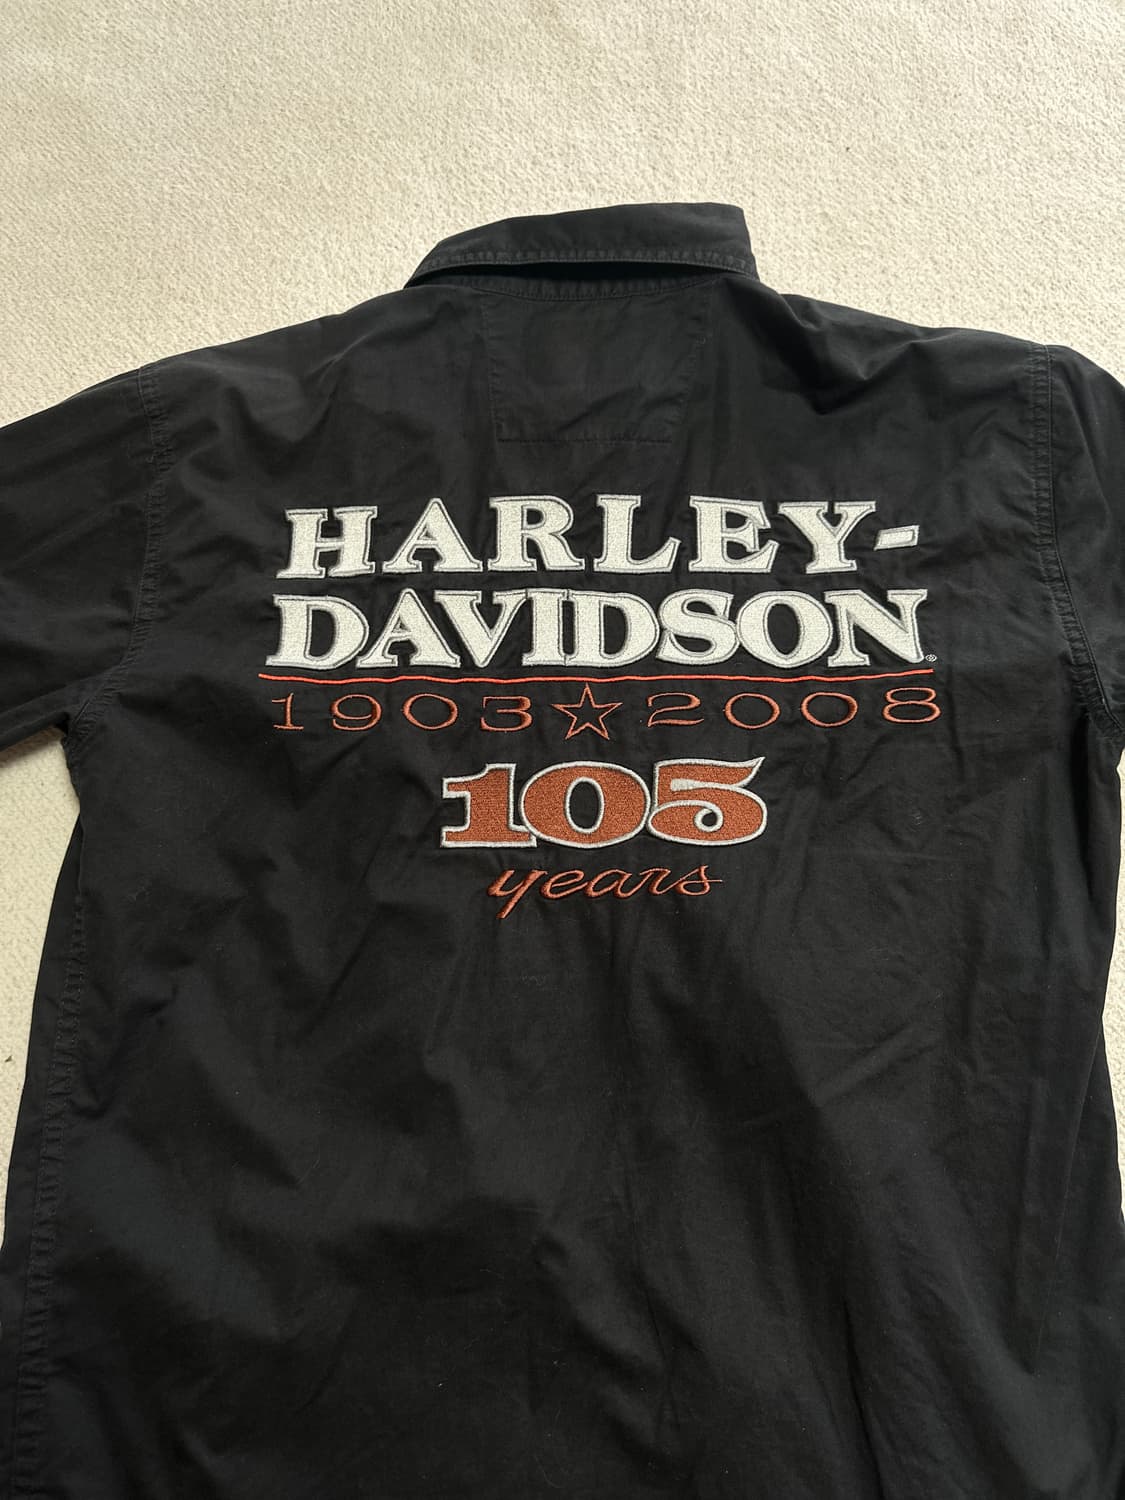 HARLEY-
DAVIDSON®
1903 ☆ 2008
105
years